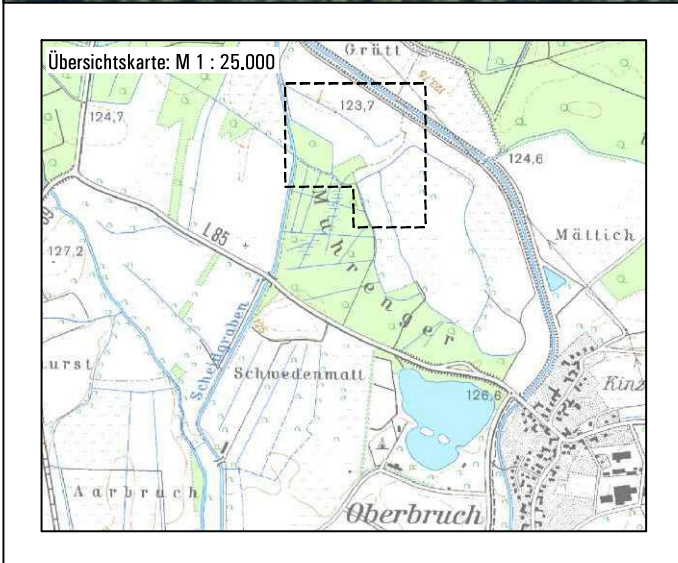 Übersichtskarte: M 1 : 25.000
Grütt
123,7
124,7
124,6
Mättich
Muhrenger
L85
127,2
Scheidgraben
Schwedenmatt
126,6
Kinz
urst
Aarbruch
Oberbruch